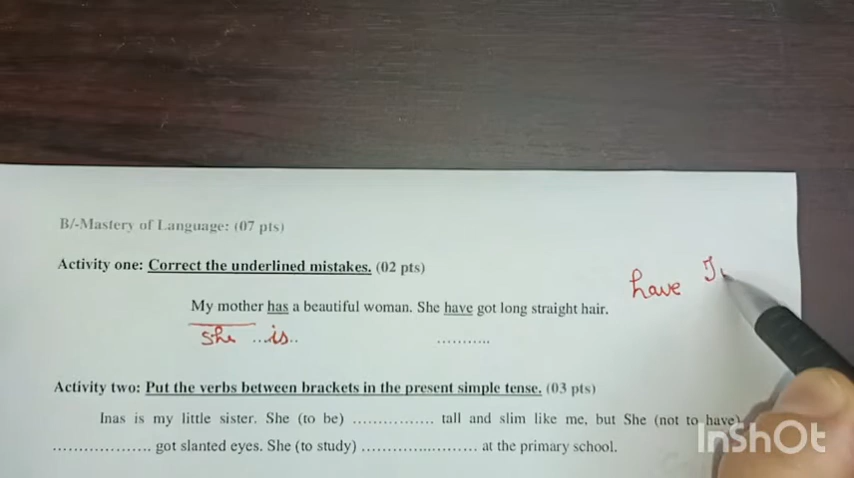 B/-Mastery of Language: (07 pts)
Activity one: Correct the underlined mistakes. (02 pts)
have I
My mother has a beautiful woman. She have got long straight hair.
she ...is.. ...........
Activity two: Put the verbs between brackets in the present simple tense. (03 pts)
Inas is my little sister. She (to be) ................ tall and slim like me, but She (not to have)
.................... got slanted eyes. She (to study) ........................ at the primary school.
InShOt